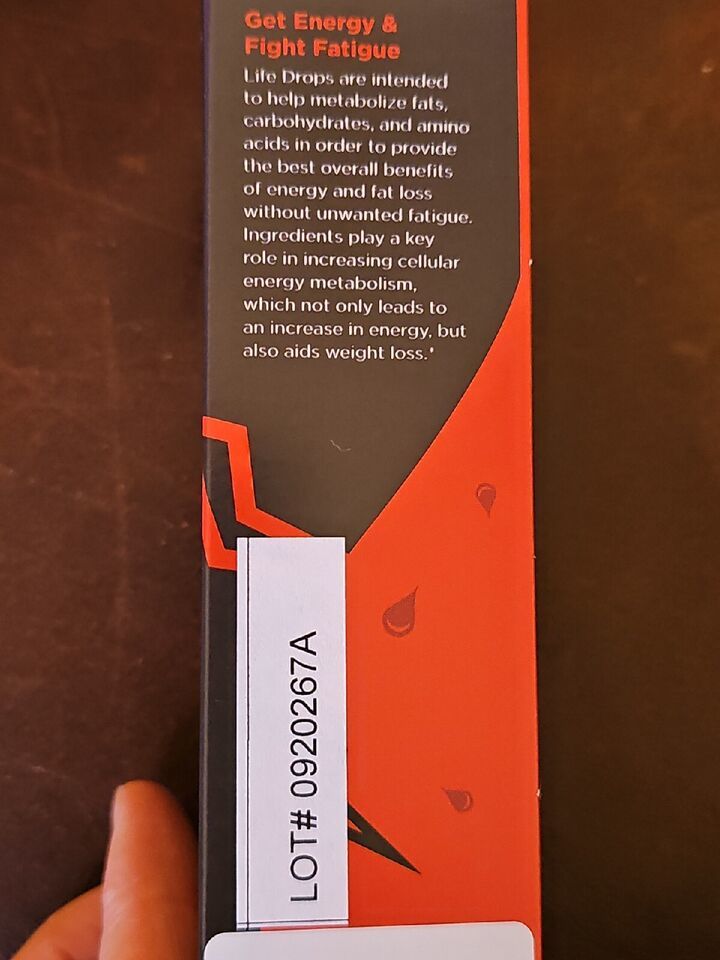 Get Energy &
Fight Fatigue
Life Drops are intended
to help metabolize fats,
carbohydrates, and amino
acids in order to provide
the best overall benefits
of energy and fat loss
without unwanted fatigue.
Ingredients play a key
role in increasing cellular
energy metabolism,
which not only leads to
an increase in energy, but
also aids weight loss.*
LOT# 0920267A